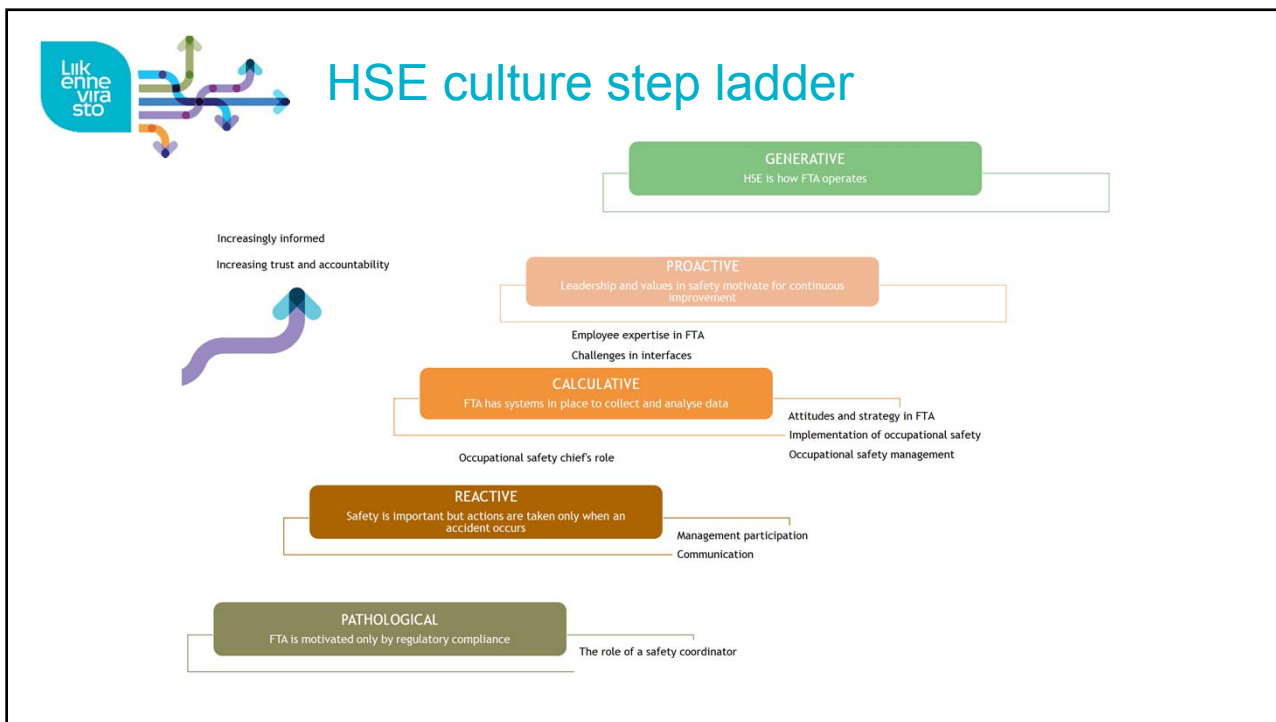 Liik
enne
vira
sto
HSE culture step ladder
GENERATIVE
HSE is how FTA operates
Increasingly informed
Increasing trust and accountability
PROACTIVE
Leadership and values in safety motivate for continuous
improvement
Employee expertise in FTA
Challenges in interfaces
CALCULATIVE
FTA has systems in place to collect and analyse data
Attitudes and strategy in FTA
Implementation of occupational safety
Occupational safety management
Occupational safety chief's role
REACTIVE
Safety is important but actions are taken only when an
accident occurs
Management participation
Communication
PATHOLOGICAL
FTA is motivated only by regulatory compliance
The role of a safety coordinator